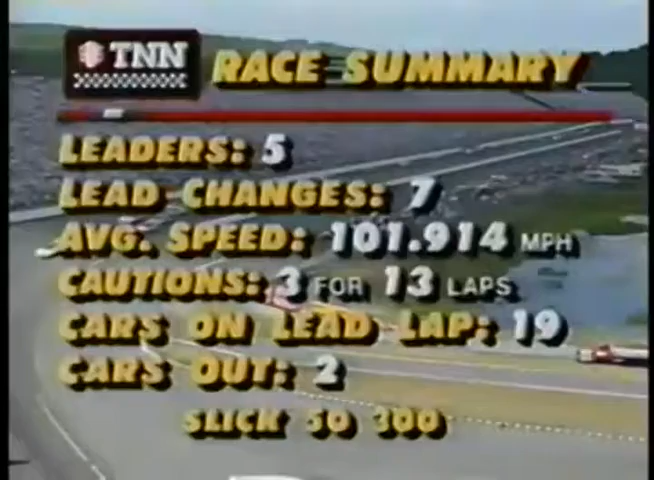 TNN RACE SUMMARY
LEADERS: 5
LEAD CHANGES: 7
AVG. SPEED: 101.914 MPH
CAUTIONS: 3 FOR 13 LAPS
CARS ON LEAD LAP: 19
CARS OUT: 2
SLICK 50 300